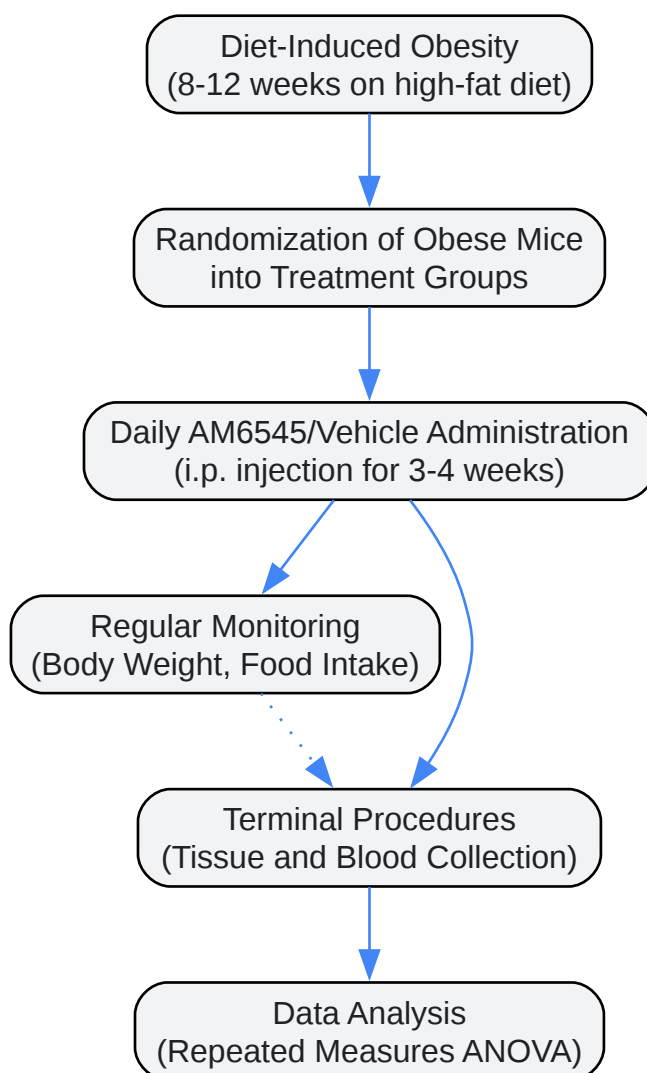 Diet-Induced Obesity
(8-12 weeks on high-fat diet)
Randomization of Obese Mice
into Treatment Groups
Daily AM6545/Vehicle Administration
(i.p. injection for 3-4 weeks)
Regular Monitoring
(Body Weight, Food Intake)
Terminal Procedures
(Tissue and Blood Collection)
Data Analysis
(Repeated Measures ANOVA)